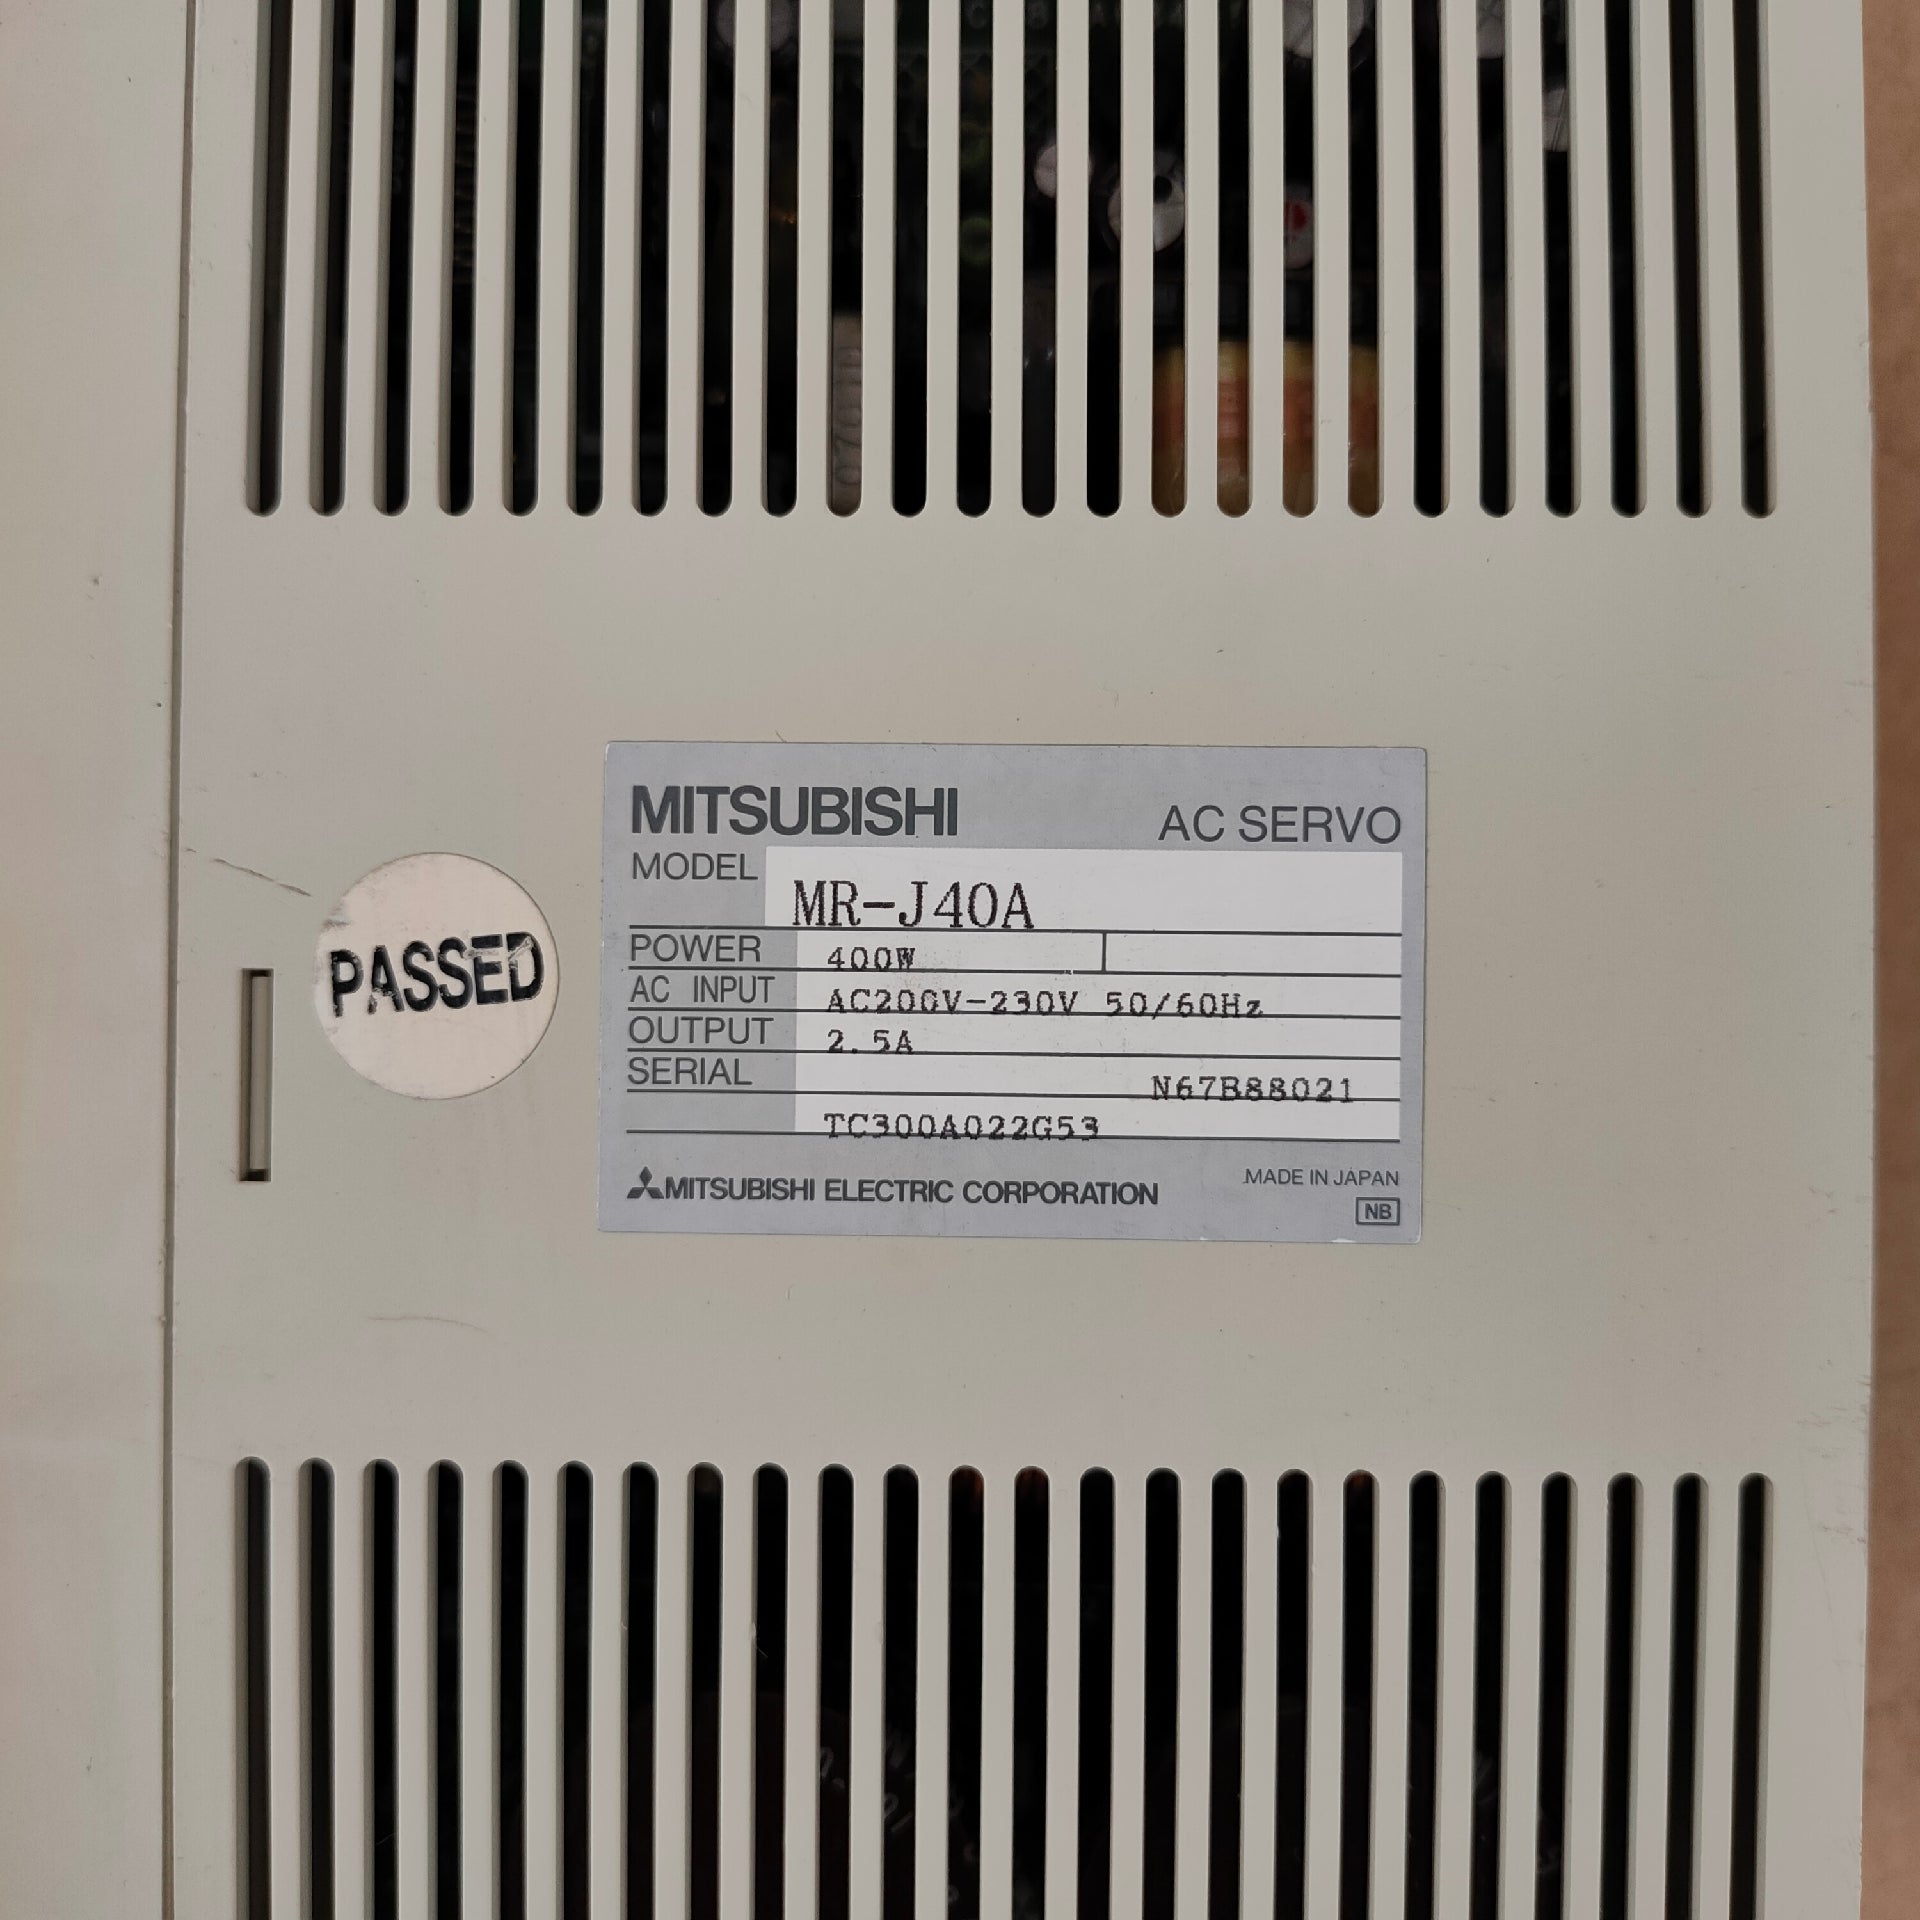 MITSUBISHI AC SERVO
MODEL MR-J40A
POWER 400W
AC INPUT AC200V-230V 50/60Hz
OUTPUT 2.5A
SERIAL N67B88021
TC300A022G53
MITSUBISHI ELECTRIC CORPORATION MADE IN JAPAN
NB
PASSED